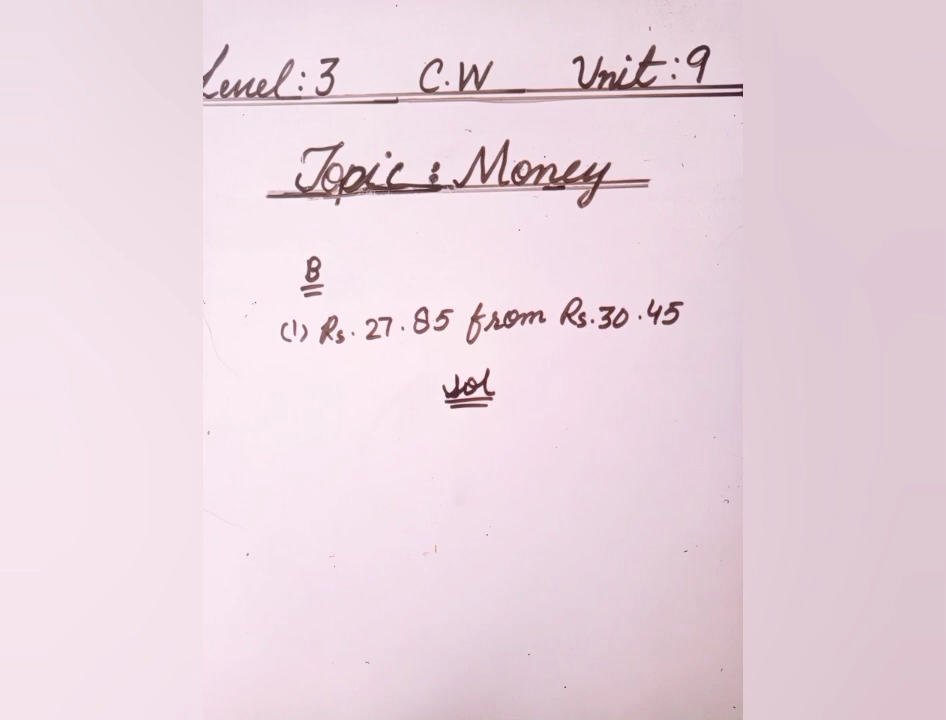 Level: 3 C.W Unit: 9
Topic: Money
B
(1) Rs. 27.85 from Rs. 30.45
Sol